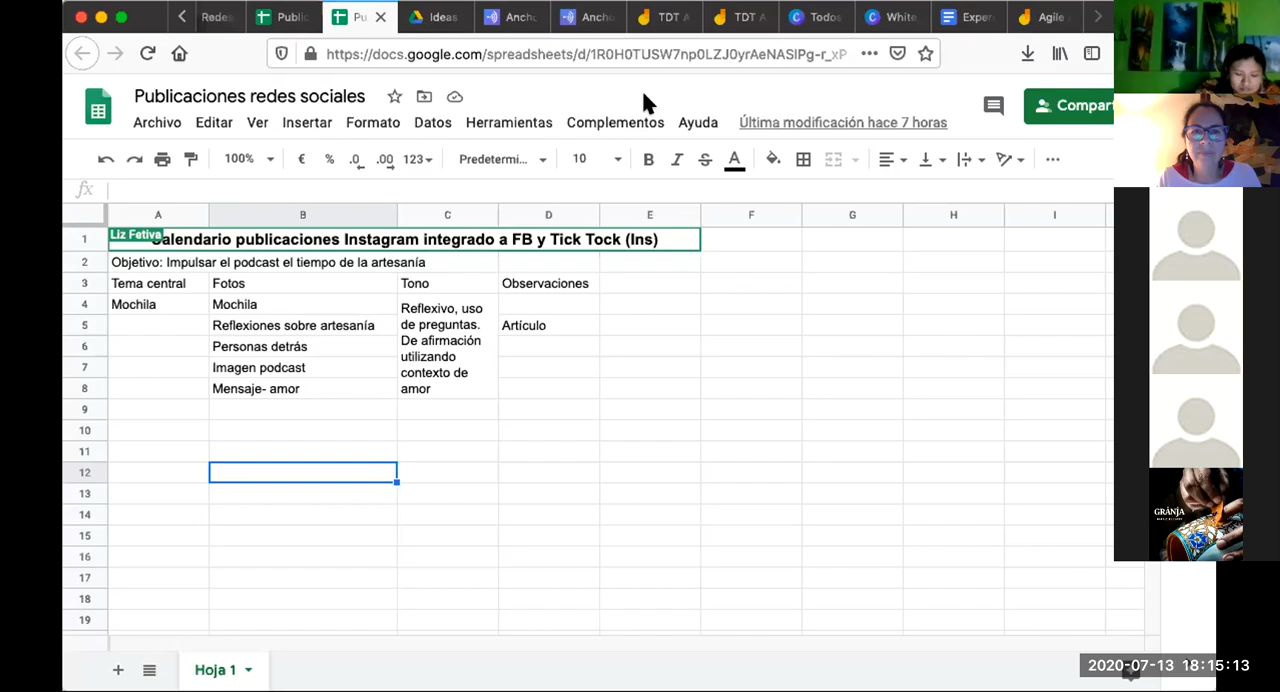 Redes
Public
Pu
Ideas
Ancho
Ancho
TDT A
TDT A
Todos
White
Exper
Agile
https://docs.google.com/spreadsheets/d/1R0H0TUSW7np0LZJ0yrAeNASIPg-r_xP
Publicaciones redes sociales
Archivo Editar Ver Insertar Formato Datos Herramientas Complementos Ayuda Última modificación hace 7 horas
Compart
100% € % .0 .00 123 Predetermi... 10 B I S A
fx
A B C D E F G H I
Liz Fetiva
1 Calendario publicaciones Instagram integrado a FB y Tick Tock (Ins)
2 Objetivo: Impulsar el podcast el tiempo de la artesanía
3 Tema central Fotos Tono Observaciones
4 Mochila Mochila
Reflexivo, uso
de preguntas.
De afirmación
utilizando
contexto de
amor
5 Reflexiones sobre artesanía Artículo
6 Personas detrás
7 Imagen podcast
8 Mensaje- amor
9
10
11
12
13
14
15
16
17
18
19
Hoja 1
GRANJA
2020-07-13 18:15:13